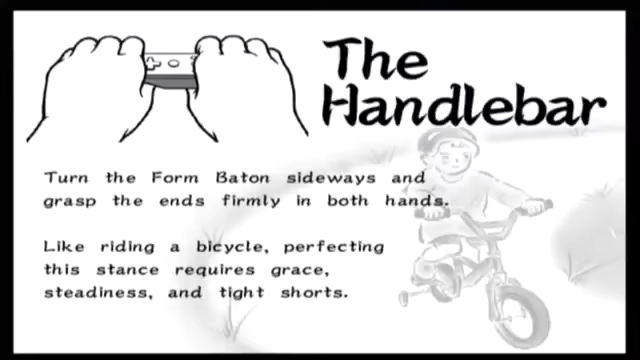 The
Handlebar
Turn the Form Baton sideways and
grasp the ends firmly in both hands.
Like riding a bicycle, perfecting
this stance requires grace,
steadiness, and tight shorts.